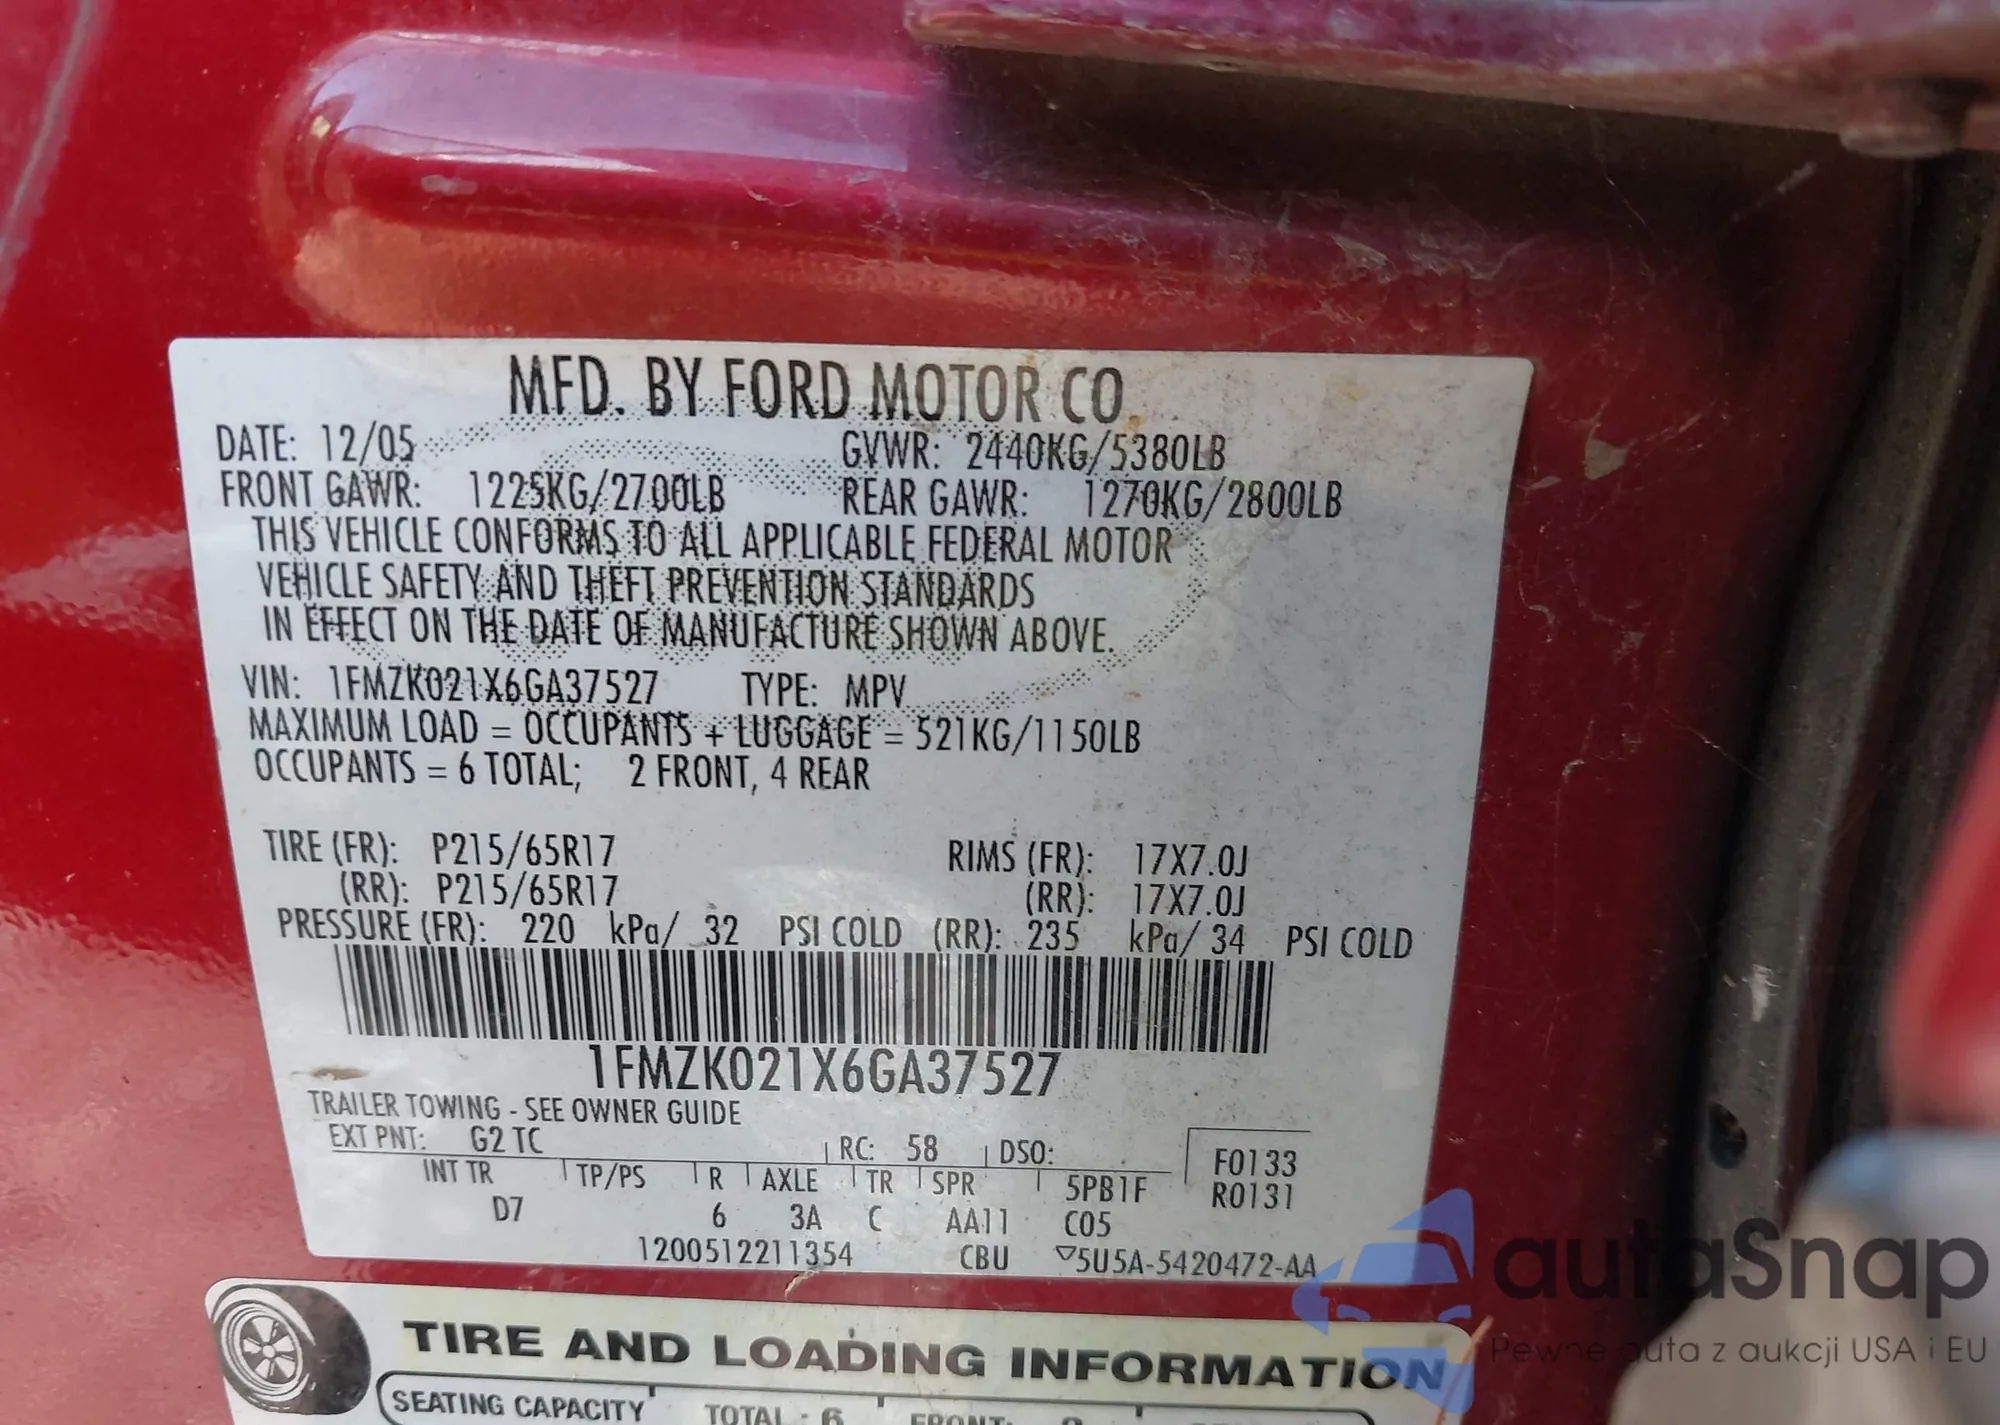 MFD. BY FORD MOTOR CO.
DATE: 12/05 GVWR: 2440KG/5380LB
FRONT GAWR: 1225KG/2700LB REAR GAWR: 1270KG/2800LB
THIS VEHICLE CONFORMS TO ALL APPLICABLE FEDERAL MOTOR
VEHICLE SAFETY AND THEFT PREVENTION STANDARDS
IN EFFECT ON THE DATE OF MANUFACTURE SHOWN ABOVE.
VIN: 1FMZK021X6GA37527 TYPE: MPV
MAXIMUM LOAD = OCCUPANTS + LUGGAGE = 521KG/1150LB
OCCUPANTS = 6 TOTAL; 2 FRONT, 4 REAR
TIRE (FR): P215/65R17 RIMS (FR): 17X7.0J
(RR): P215/65R17 (RR): 17X7.0J
PRESSURE (FR): 220 kPa/ 32 PSI COLD (RR): 235 kPa/ 34 PSI COLD
1FMZK021X6GA37527
TRAILER TOWING - SEE OWNER GUIDE
EXT PNT: G2 TC RC: 58 DSO: F0133
INT TR TP/PS R AXLE TR SPR 5PB1F R0131
D7 6 3A C AA11 C05
1200512211354 CBU ▽5U5A-5420472-AA
TIRE AND LOADING INFORMATION
SEATING CAPACITY TOTAL : 6 FRONT:
autaSnap
Pewne auta z aukcji USA i EU